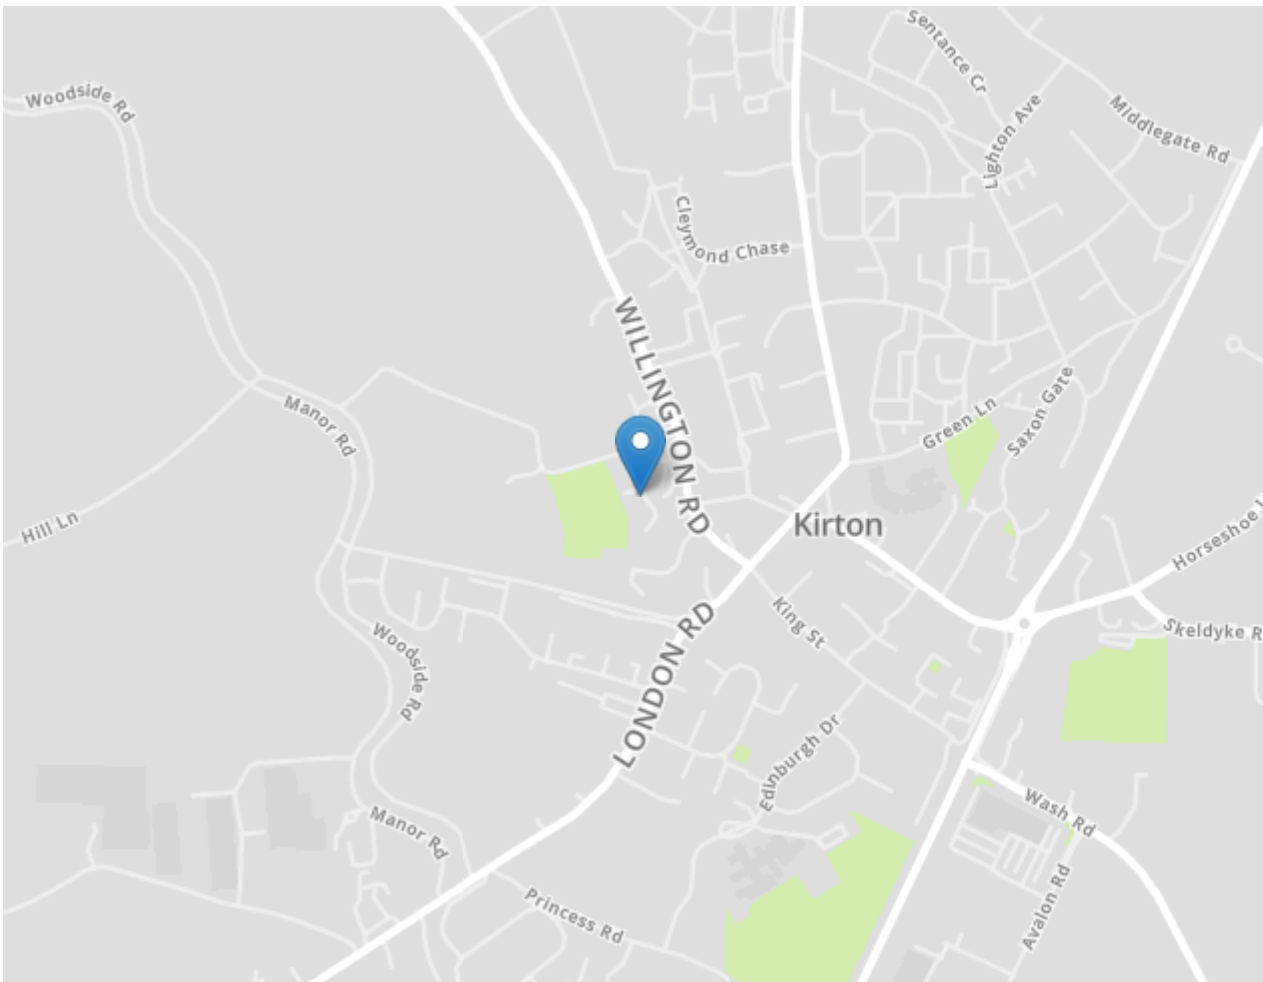 Sentance Cr
Woodside Rd
Lighton Ave
Middlegate Rd
Cleymond Chase
WILLINGTON RD
Manor Rd
Green Ln
Saxon Gate
Hill Ln
Kirton
Horseshoe L
King St
Skeldyke R
Woodside Rd
LONDON RD
Edinburgh Dr
Manor Rd
Wash Rd
Princess Rd
Avalon Rd